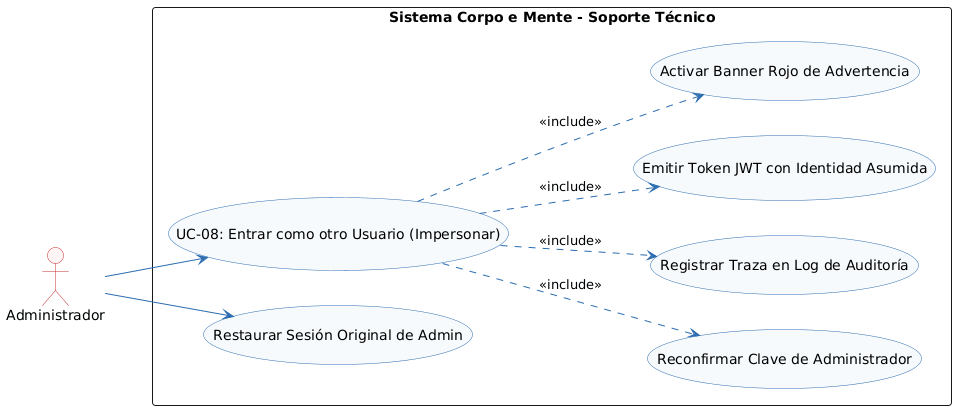 Sistema Corpo e Mente - Soporte Técnico
Activar Banner Rojo de Advertencia
«include»
Emitir Token JWT con Identidad Asumida
«include»
UC-08: Entrar como otro Usuario (Impersonar)
«include»
Registrar Traza en Log de Auditoría
«include»
Administrador
Restaurar Sesión Original de Admin
Reconfirmar Clave de Administrador